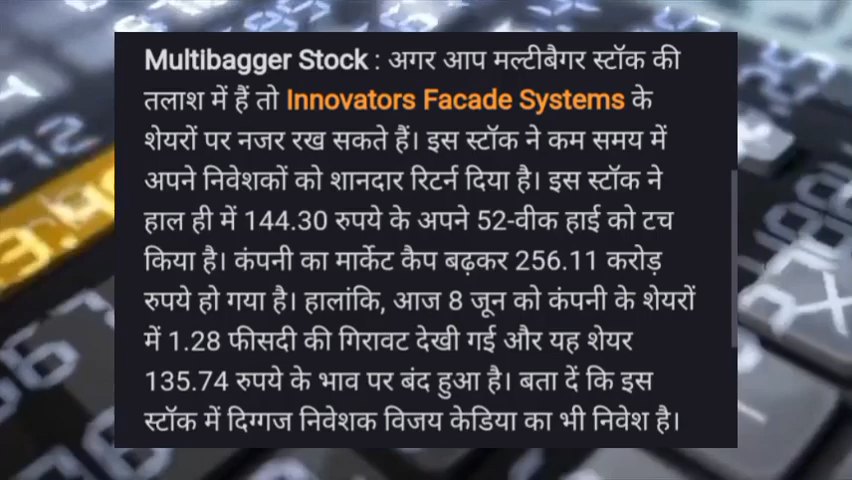 Multibagger Stock : अगर आप मल्टीबैगर स्टॉक की
तलाश में हैं तो Innovators Facade Systems के
शेयरों पर नजर रख सकते हैं। इस स्टॉक ने कम समय में
अपने निवेशकों को शानदार रिटर्न दिया है। इस स्टॉक ने
हाल ही में 144.30 रुपये के अपने 52-वीक हाई को टच
किया है। कंपनी का मार्केट कैप बढ़कर 256.11 करोड़
रुपये हो गया है। हालांकि, आज 8 जून को कंपनी के शेयरों
में 1.28 फीसदी की गिरावट देखी गई और यह शेयर
135.74 रुपये के भाव पर बंद हुआ है। बता दें कि इस
स्टॉक में दिग्गज निवेशक विजय केडिया का भी निवेश है।